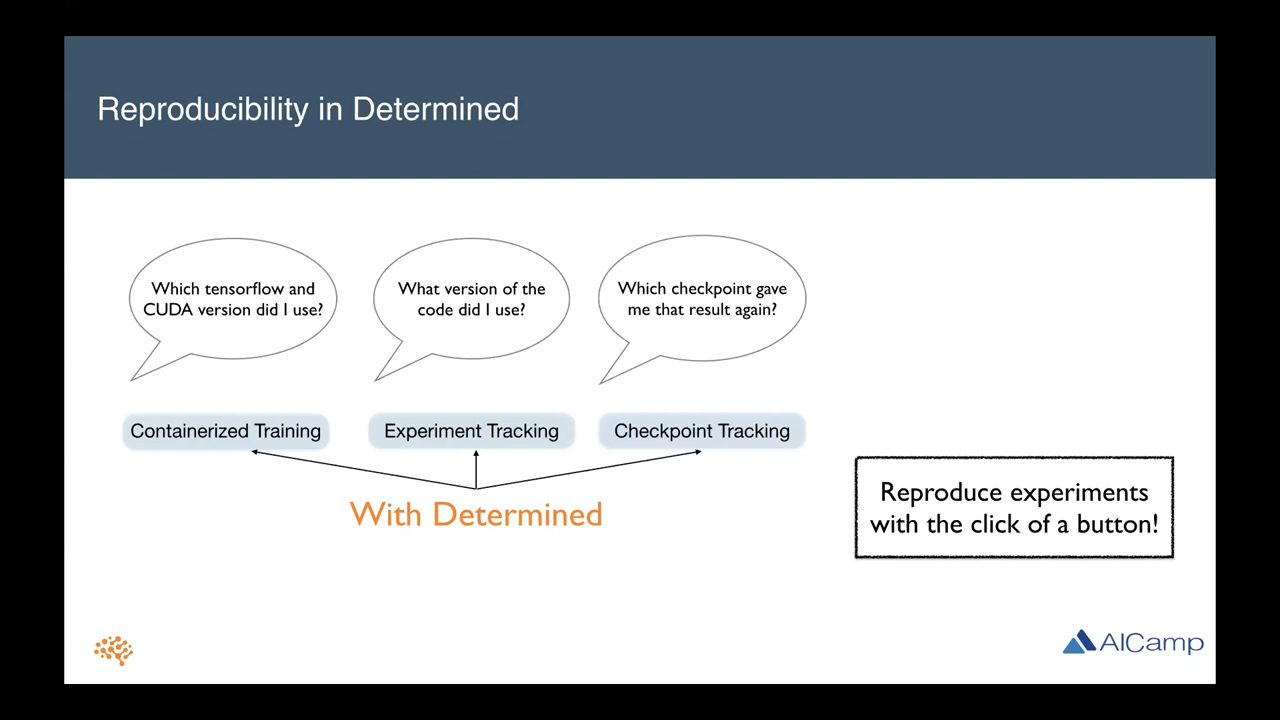 Reproducibility in Determined
Which tensorflow and
CUDA version did I use?
What version of the
code did I use?
Which checkpoint gave
me that result again?
Containerized Training
Experiment Tracking
Checkpoint Tracking
With Determined
Reproduce experiments
with the click of a button!
AICamp